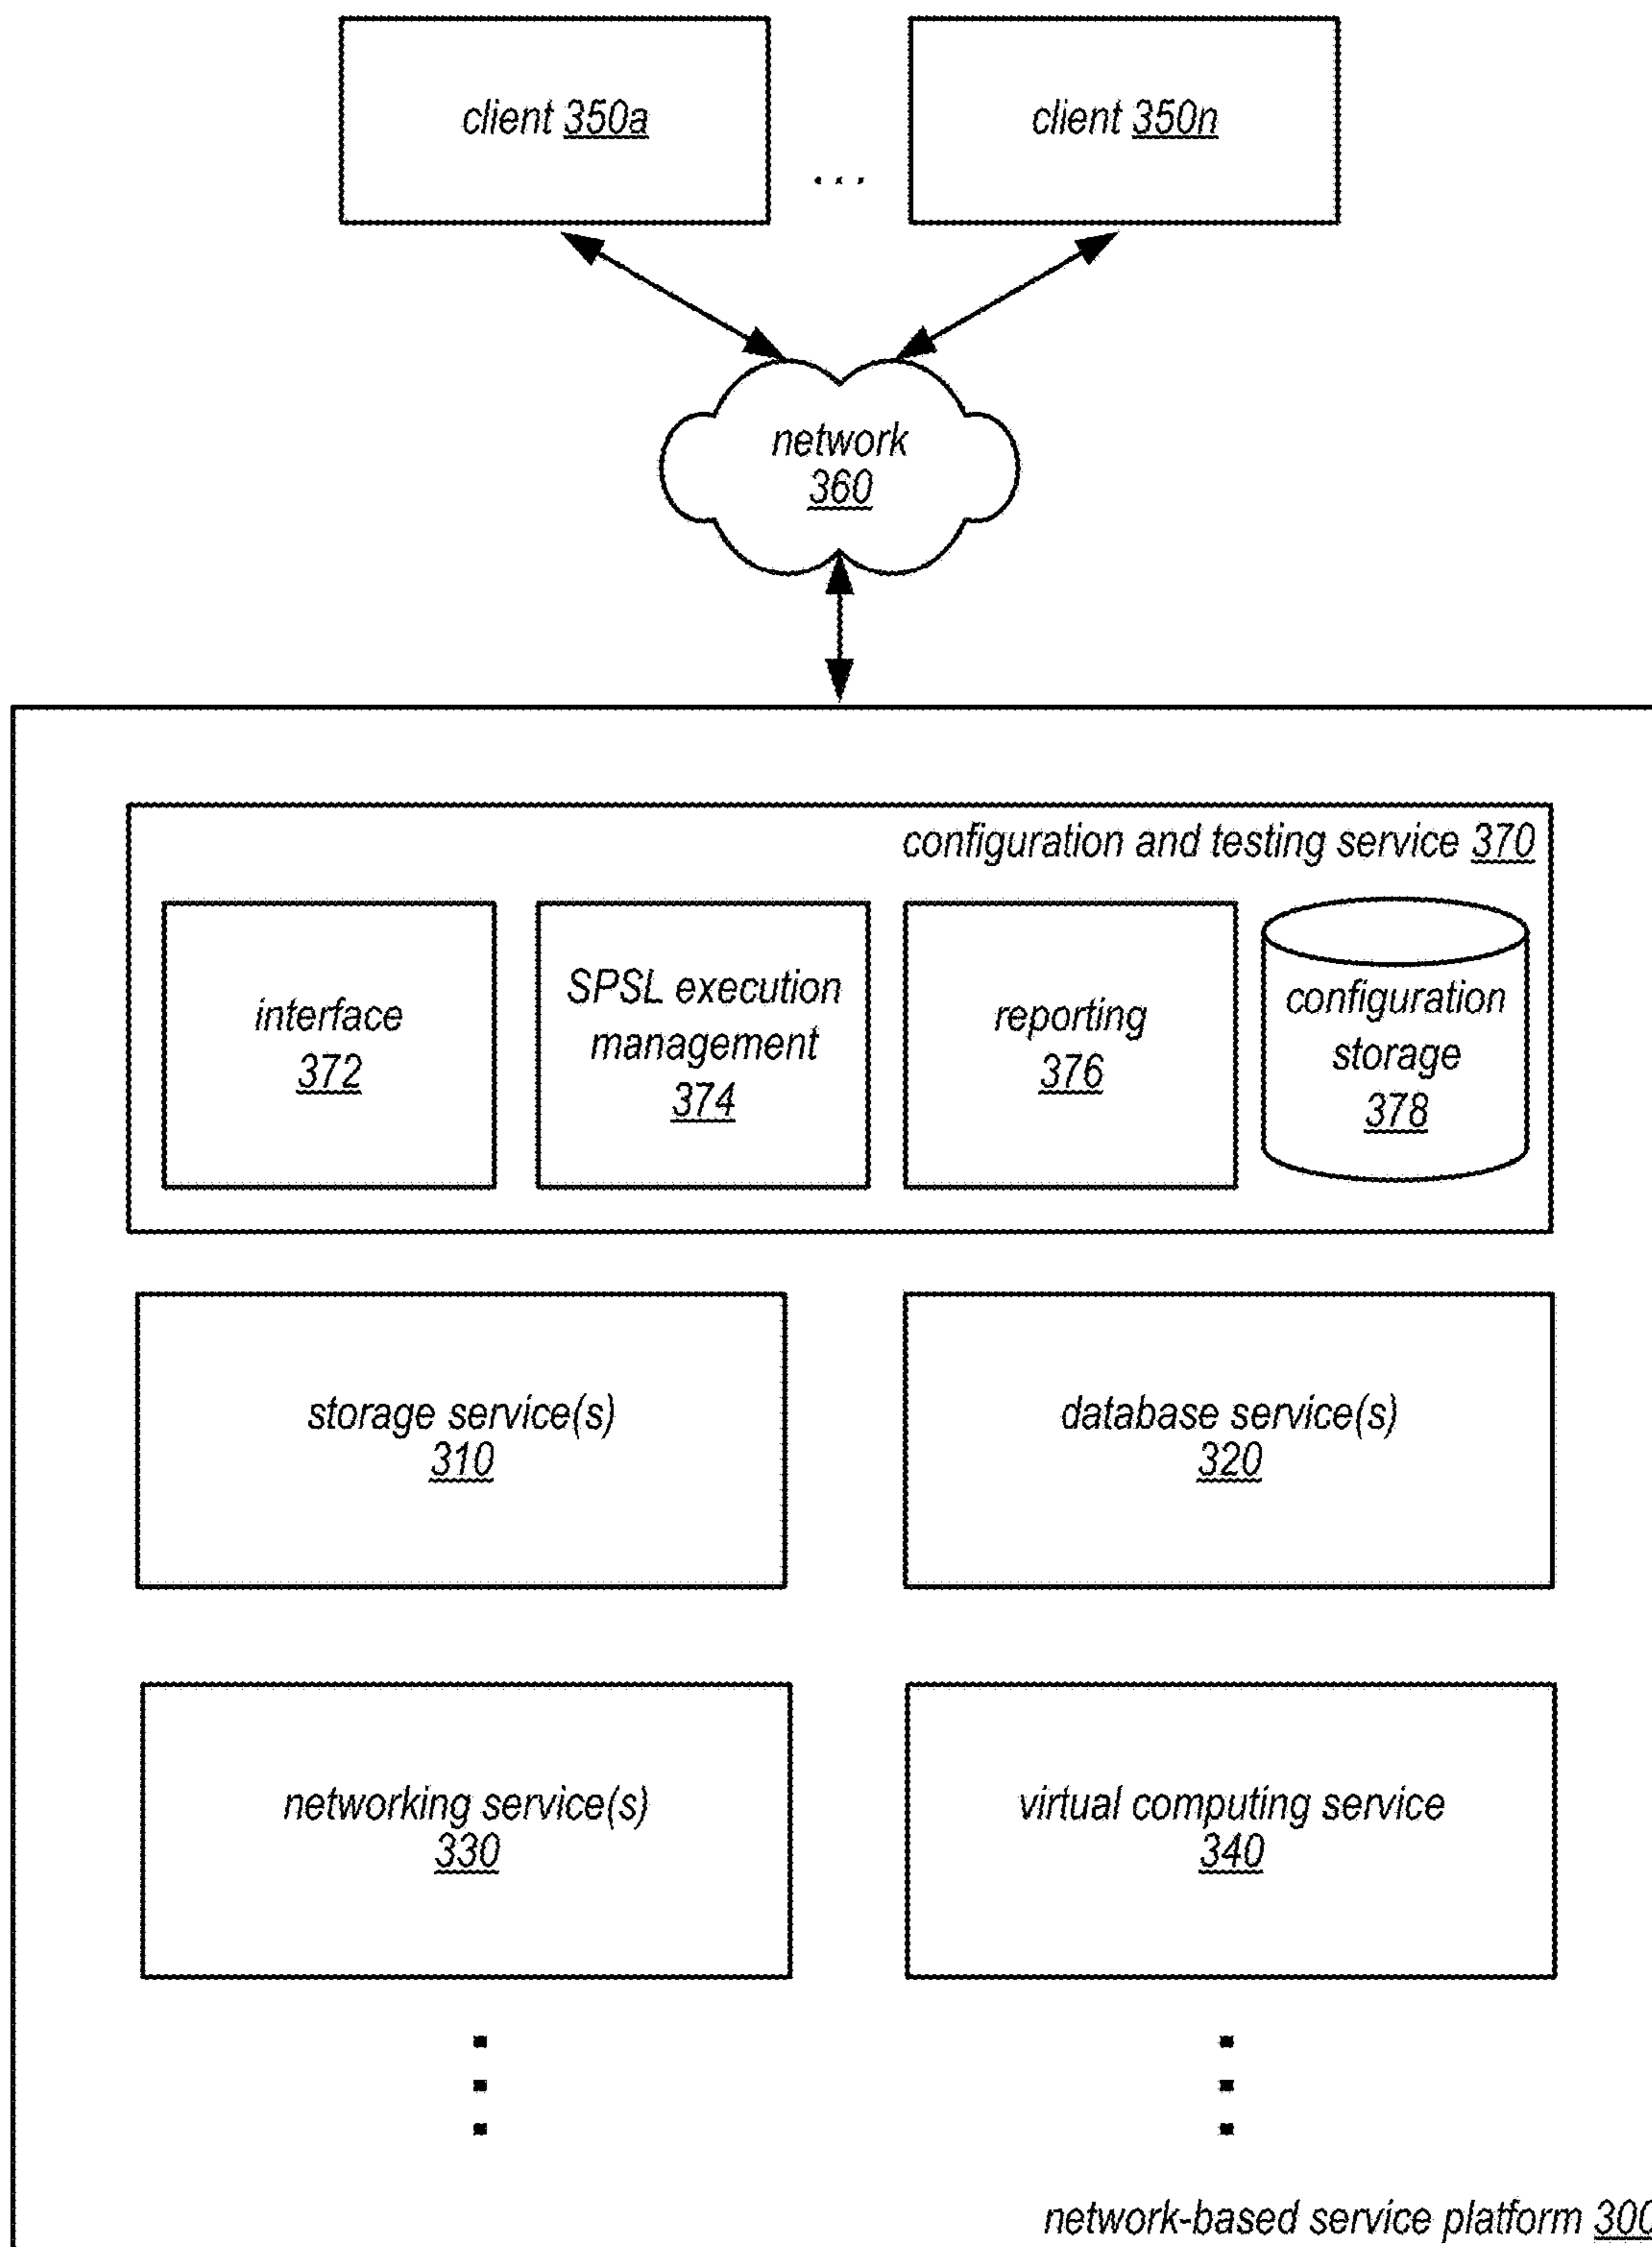 client 350a
client 350n
...
network
360
configuration and testing service 370
interface
372
SPSL execution
management
374
reporting
376
configuration
storage
378
storage service(s)
310
database service(s)
320
networking service(s)
330
virtual computing service
340
network-based service platform 300